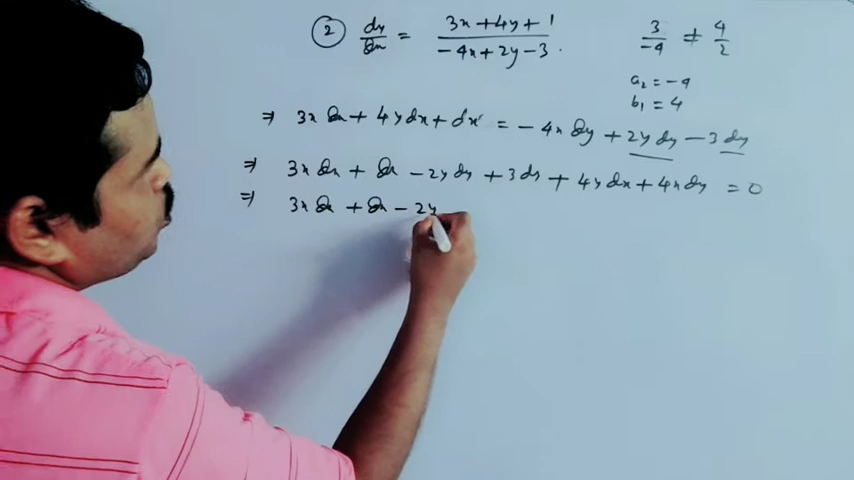 ② dy/dx = (3x+4y+1)/(-4x+2y-3).
3/-4 ≠ 4/2
a₂ = -4
b₁ = 4
⇒ 3x dx + 4y dx + dx = -4x dy + 2y dy - 3 dy
⇒ 3x dx + dx - 2y dy + 3 dy + 4y dx + 4x dy = 0
⇒ 3x dx + dx - 2y